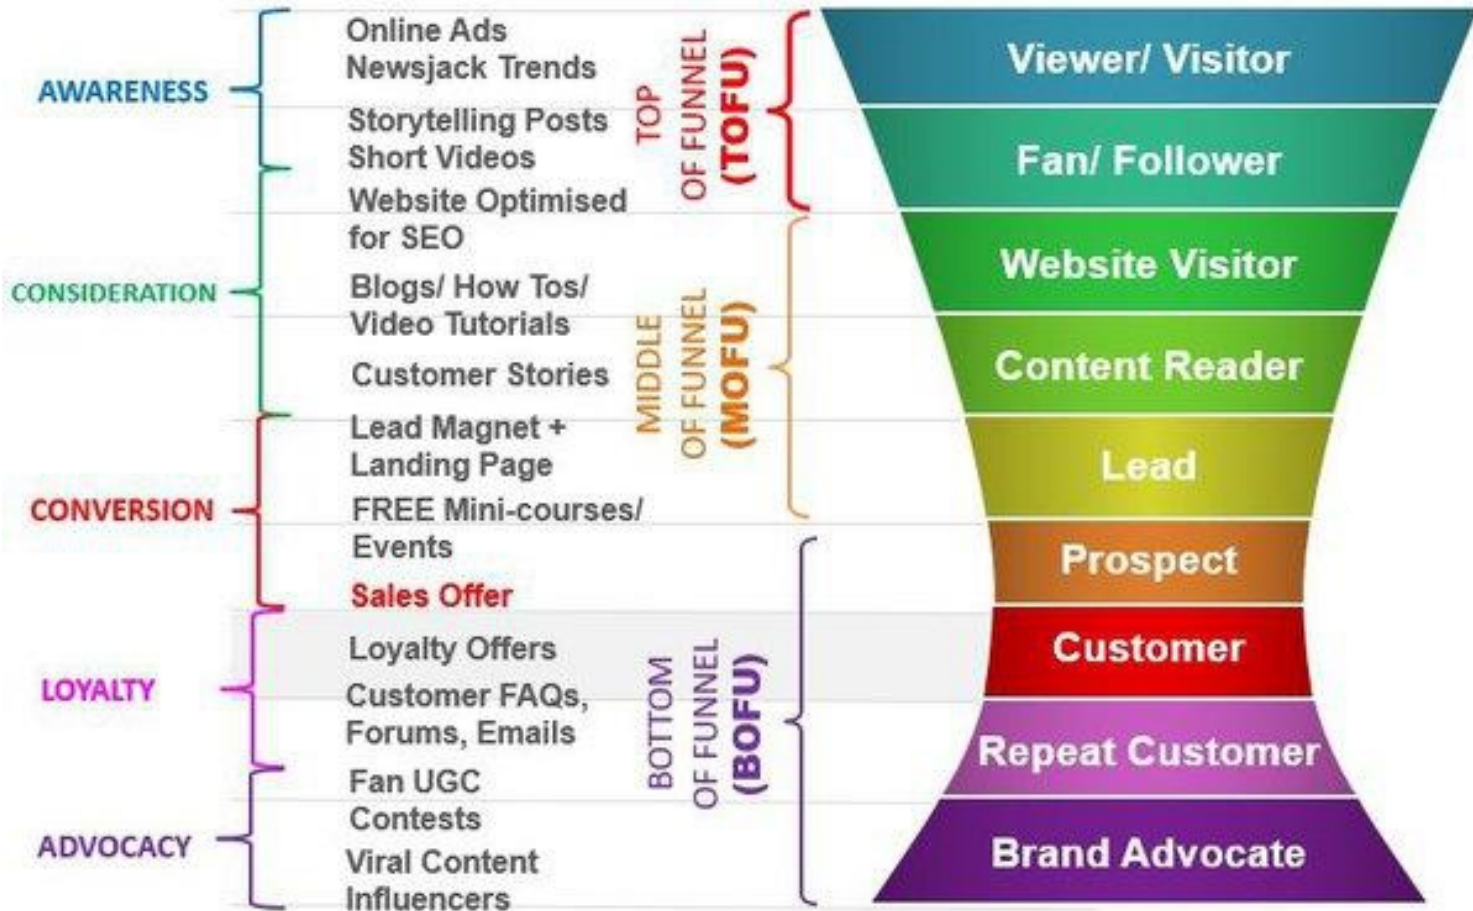 AWARENESS
CONSIDERATION
CONVERSION
LOYALTY
ADVOCACY
Online Ads
Newsjack Trends
Storytelling Posts
Short Videos
Website Optimised
for SEO
Blogs/ How Tos/
Video Tutorials
Customer Stories
Lead Magnet +
Landing Page
FREE Mini-courses/
Events
Sales Offer
Loyalty Offers
Customer FAQs,
Forums, Emails
Fan UGC
Contests
Viral Content
Influencers
TOP
OF FUNNEL
(TOFU)
MIDDLE
OF FUNNEL
(MOFU)
BOTTOM
OF FUNNEL
(BOFU)
Viewer/ Visitor
Fan/ Follower
Website Visitor
Content Reader
Lead
Prospect
Customer
Repeat Customer
Brand Advocate